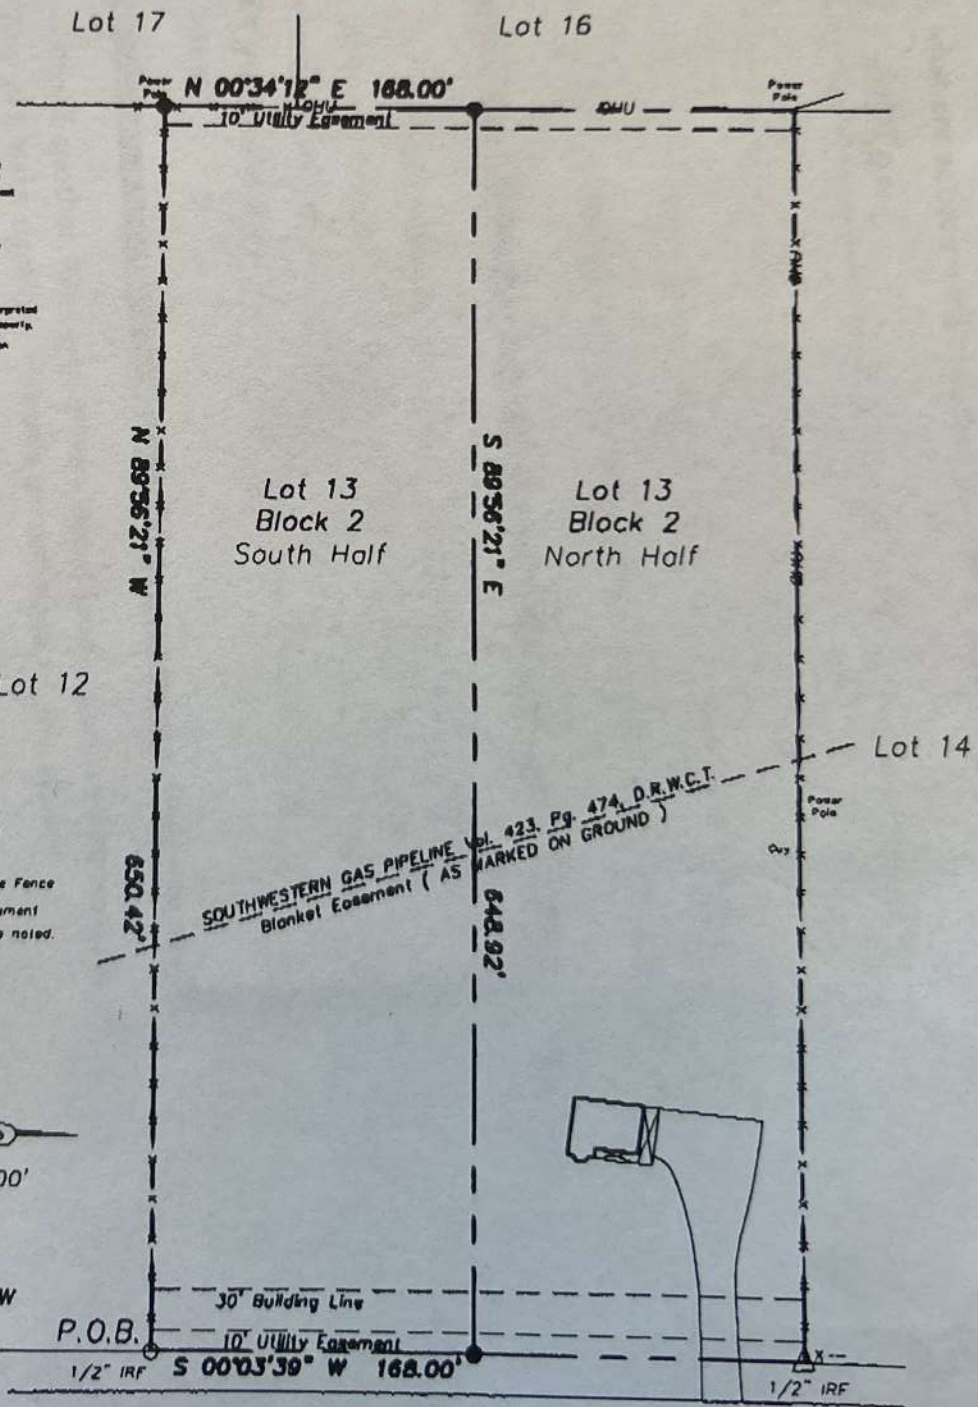 Lot 17
Lot 16
Power
Pole
N 00°34'12" E 168.00'
Power
Pole
OHU
OHU
10' Utility Easement
OHU
N 89°56'21" W
S 89°56'21" E
Lot 13
Block 2
South Half
Lot 13
Block 2
North Half
OHU
Lot 12
Lot 14
SOUTHWESTERN GAS PIPELINE Vol. 423, Pg. 474, D.R.W.C.T.
Blanket Easement ( AS MARKED ON GROUND )
Power
Pole
Guy
650.42'
648.92'
e Fence
ument
noted.
00'
W
30' Building Line
P.O.B.
10' Utility Easement
1/2" IRF
S 00°03'39" W 168.00'
X
1/2" IRF